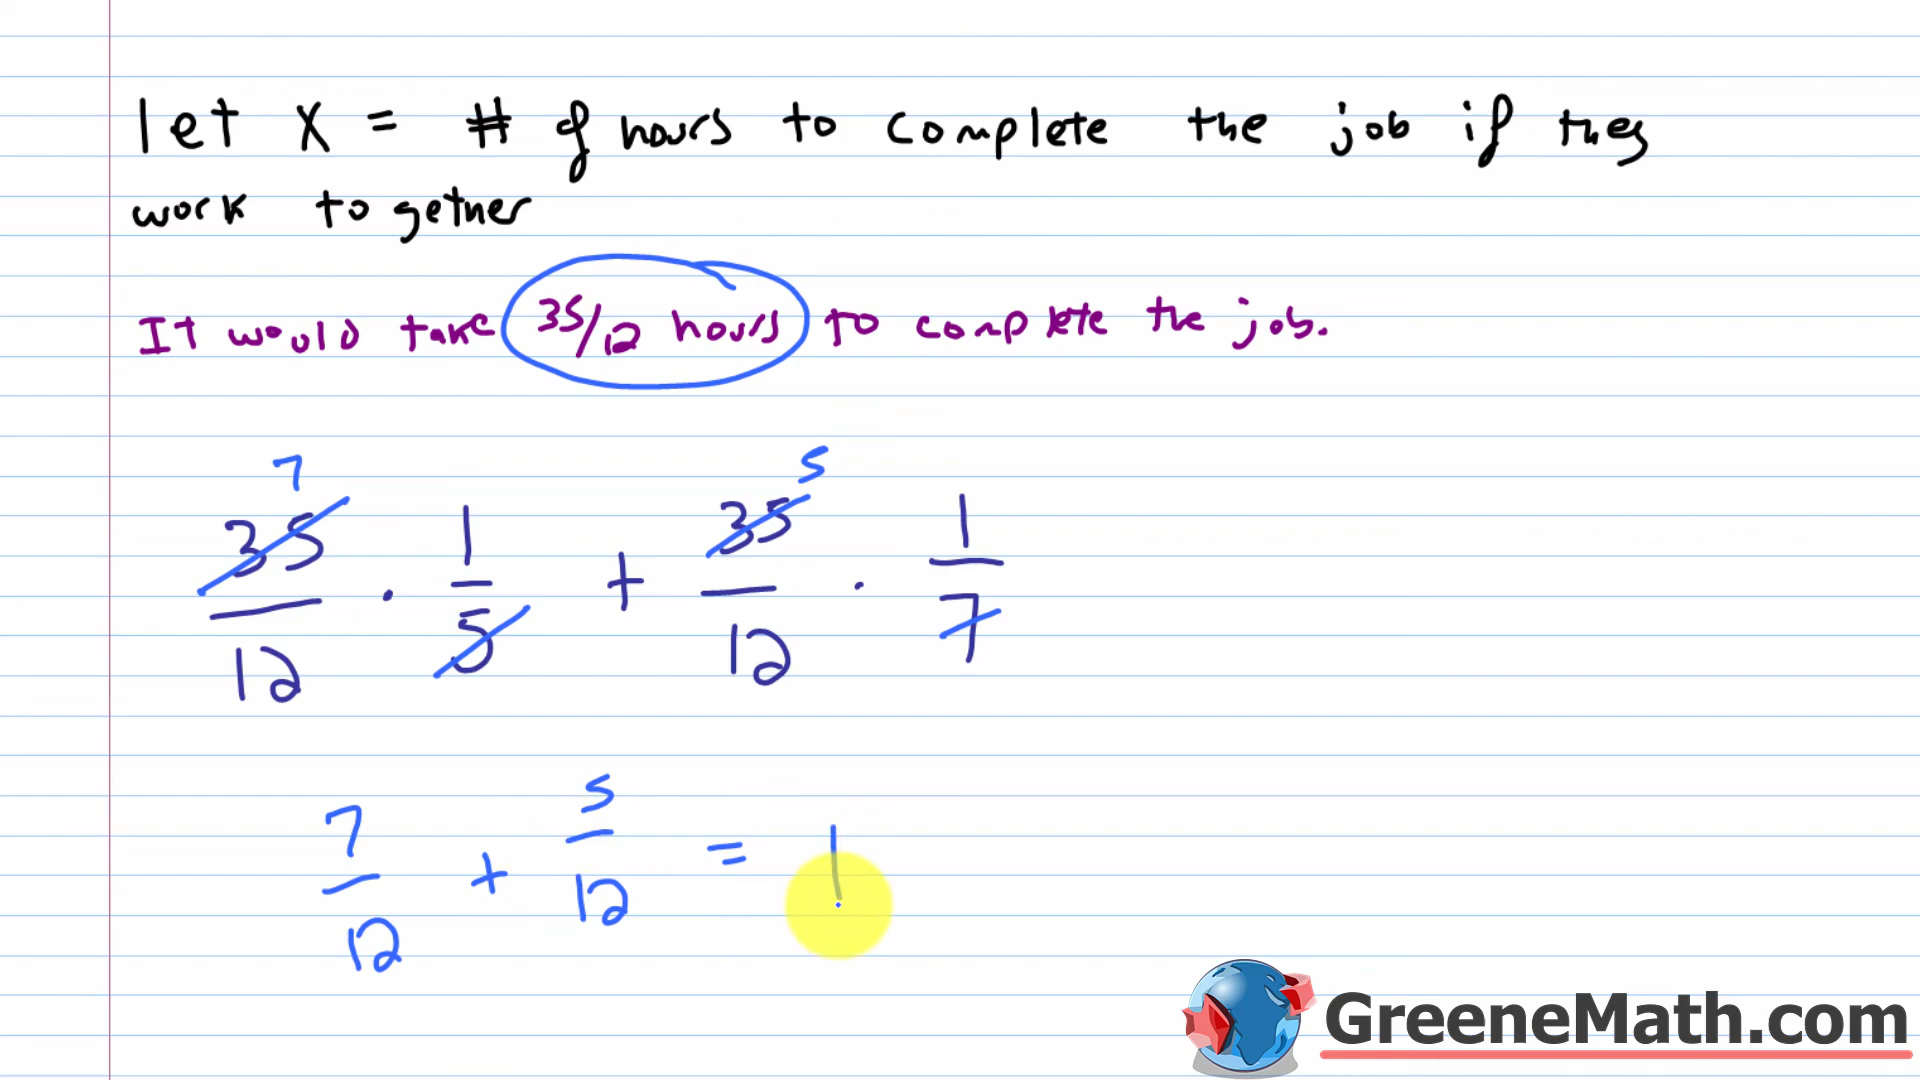 let x = # of hours to complete the job if they
work together
It would take 35/12 hours to complete the job.
7 5
35/12 · 1/5 + 35/12 · 1/7
7/12 + 5/12 = 1
GreeneMath.com